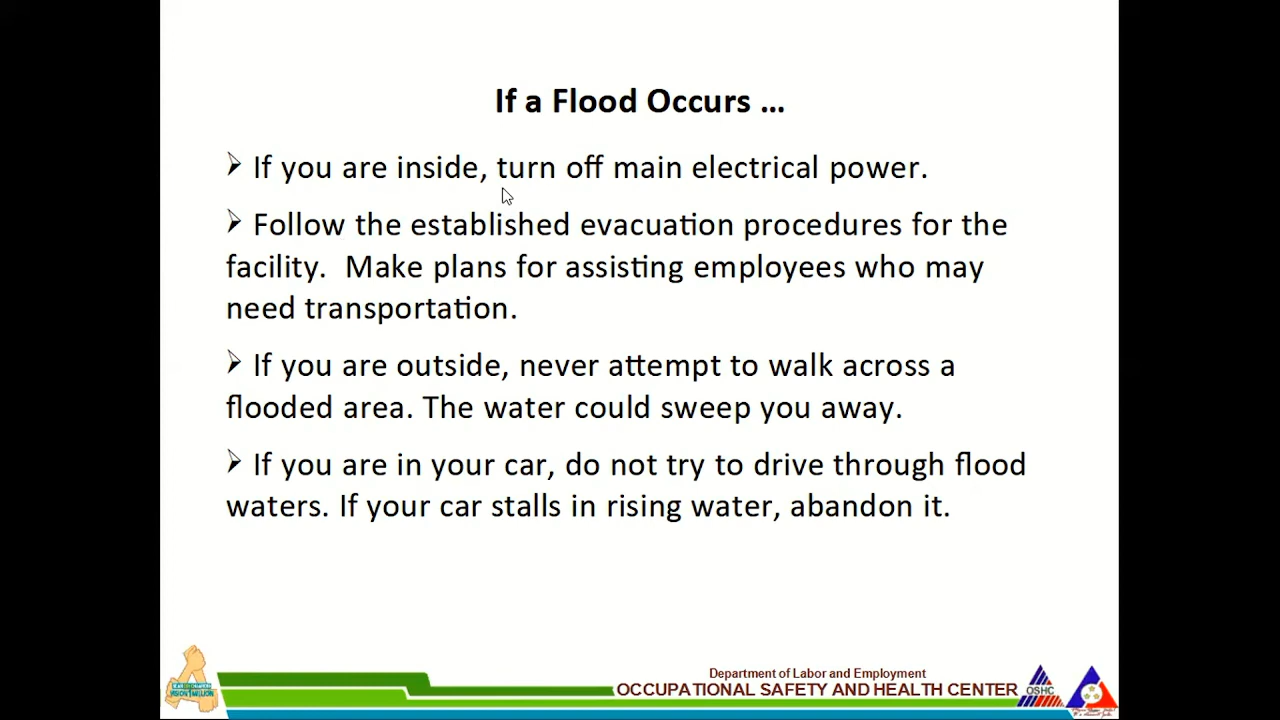 If a Flood Occurs ...
➢ If you are inside, turn off main electrical power.
➢ Follow the established evacuation procedures for the
facility.  Make plans for assisting employees who may
need transportation.
➢ If you are outside, never attempt to walk across a
flooded area. The water could sweep you away.
➢ If you are in your car, do not try to drive through flood
waters. If your car stalls in rising water, abandon it.
Department of Labor and Employment
OCCUPATIONAL SAFETY AND HEALTH CENTER
OSHC